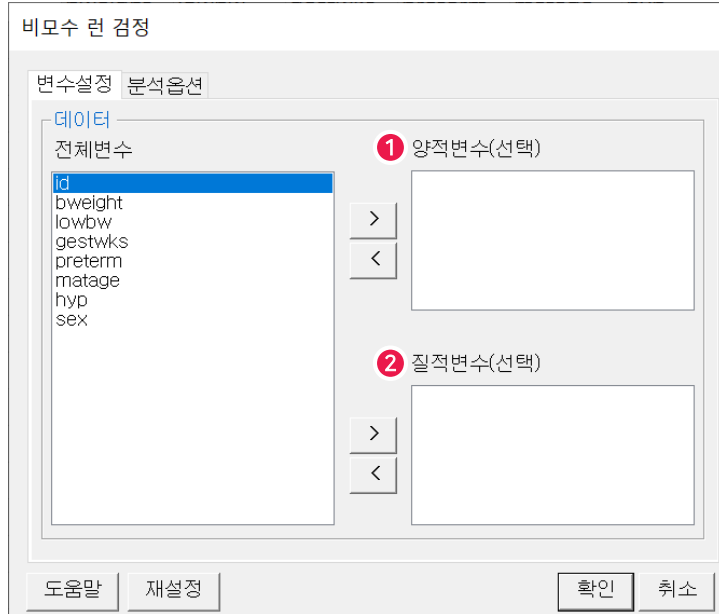 비모수 런 검정
변수설정 분석옵션
데이터
전체변수
id
bweight
lowbw
gestwks
preterm
matage
hyp
sex
>
<
1 양적변수(선택)
2 질적변수(선택)
>
<
도움말 재설정 확인 취소